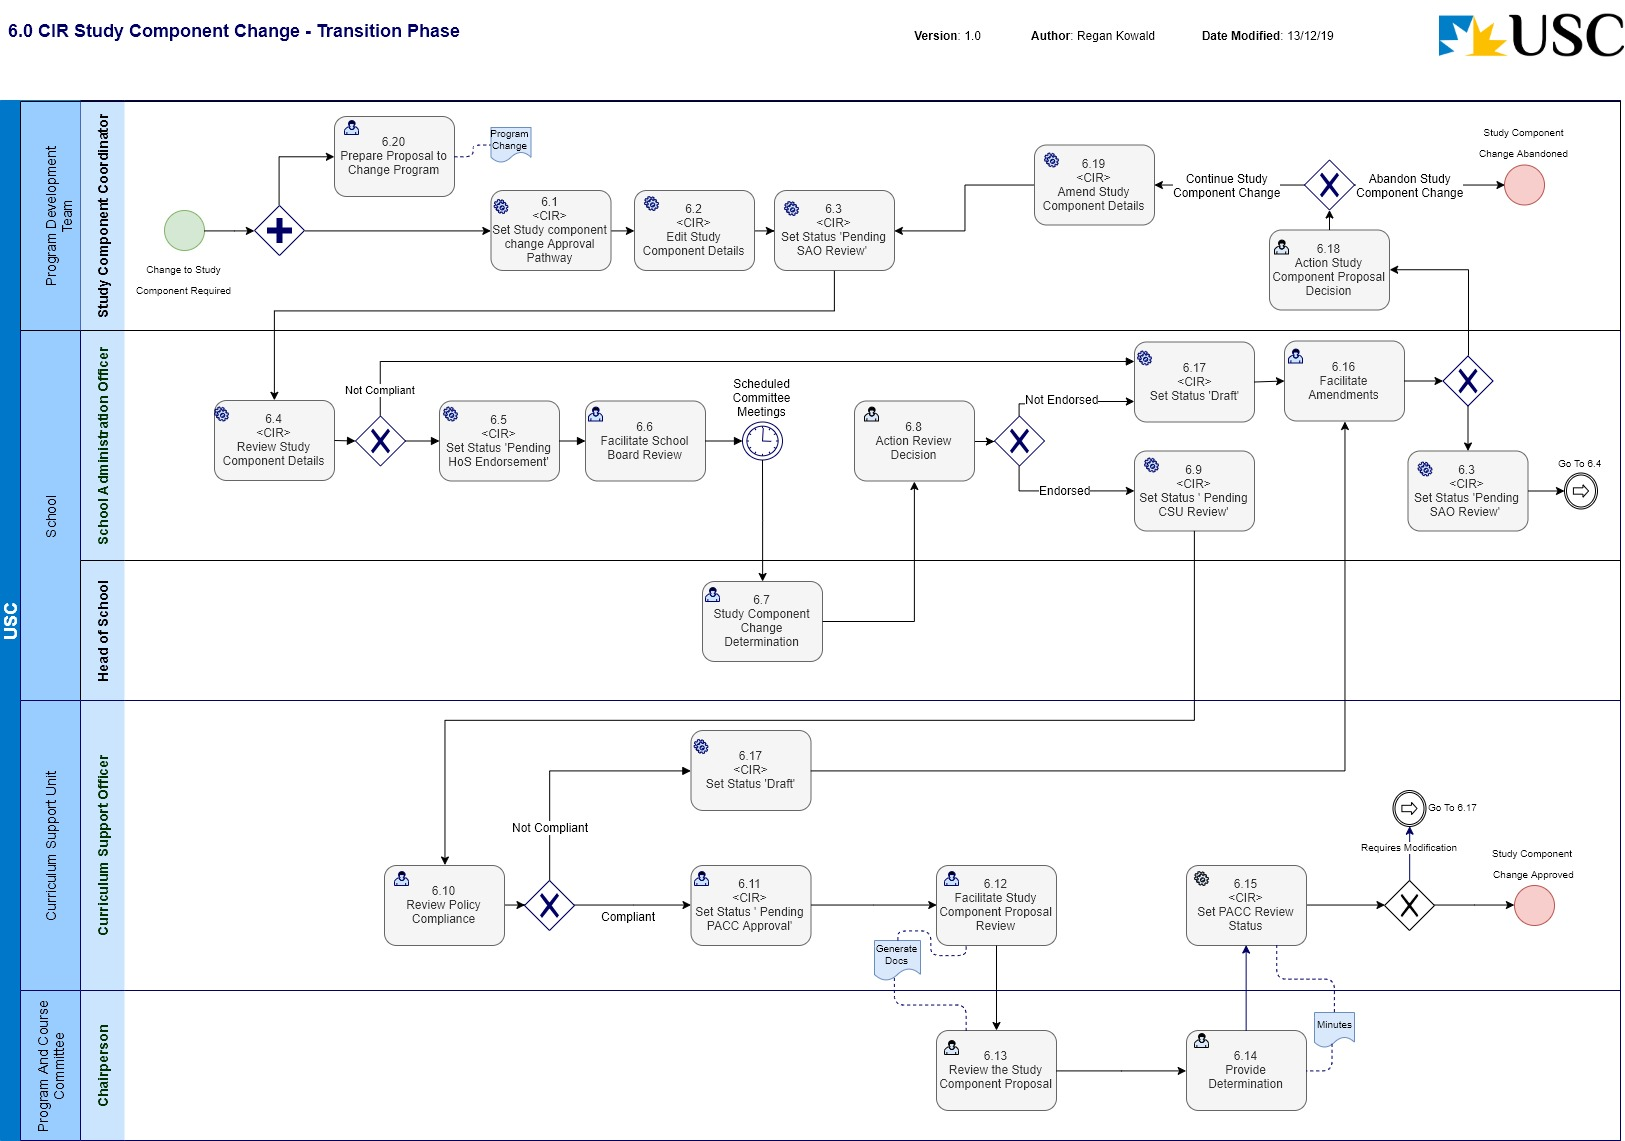 6.0 CIR Study Component Change - Transition Phase
Version: 1.0
Author: Regan Kowald
Date Modified: 13/12/19
USC
USC
Program Development
Team
Study Component Coordinator
Change to Study
Component Required
6.20
Prepare Proposal to
Change Program
Program
Change
6.1
<CIR>
Set Study component
change Approval
Pathway
6.2
<CIR>
Edit Study
Component Details
6.3
<CIR>
Set Status 'Pending
SAO Review'
6.19
<CIR>
Amend Study
Component Details
Continue Study
Component Change
Abandon Study
Component Change
Study Component
Change Abandoned
6.18
Action Study
Component Proposal
Decision
School
School Administration Officer
6.4
<CIR>
Review Study
Component Details
Not Compliant
6.5
<CIR>
Set Status 'Pending
HoS Endorsement'
6.6
Facilitate School
Board Review
Scheduled
Committee
Meetings
6.8
Action Review
Decision
Not Endorsed
Endorsed
6.17
<CIR>
Set Status 'Draft'
6.9
<CIR>
Set Status ' Pending
CSU Review'
6.16
Facilitate
Amendments
6.3
<CIR>
Set Status 'Pending
SAO Review'
Go To 6.4
Head of School
6.7
Study Component
Change
Determination
Curriculum Support Unit
Curriculum Support Officer
6.10
Review Policy
Compliance
Not Compliant
Compliant
6.17
<CIR>
Set Status 'Draft'
6.11
<CIR>
Set Status ' Pending
PACC Approval'
6.12
Facilitate Study
Component Proposal
Review
Generate
Docs
6.15
<CIR>
Set PACC Review
Status
Go To 6.17
Requires Modification
Study Component
Change Approved
Program And Course
Committee
Chairperson
6.13
Review the Study
Component Proposal
6.14
Provide
Determination
Minutes